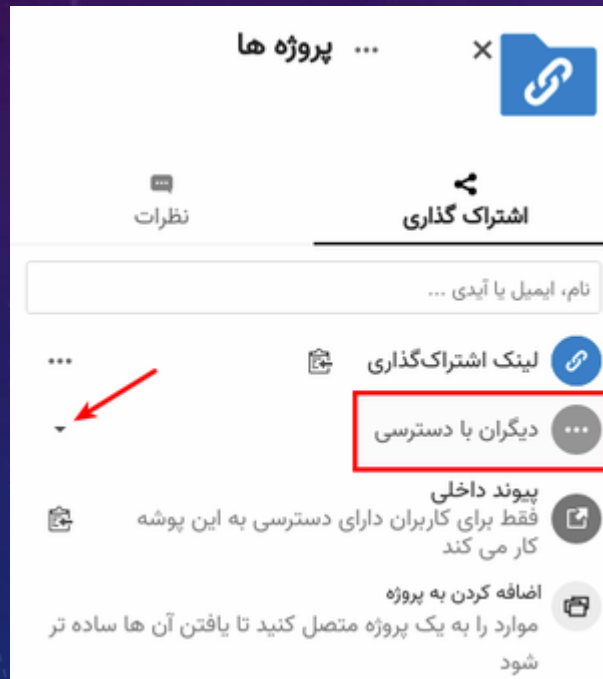 پروژه ها ...
اشتراک گذاری
نظرات
نام، ایمیل یا آیدی ...
لینک اشتراک‌گذاری
دیگران با دسترسی
پیوند داخلی
فقط برای کاربران دارای دسترسی به این پوشه
کار می کند
اضافه کردن به پروژه
موارد را به یک پروژه متصل کنید تا یافتن آن ها ساده تر
شود